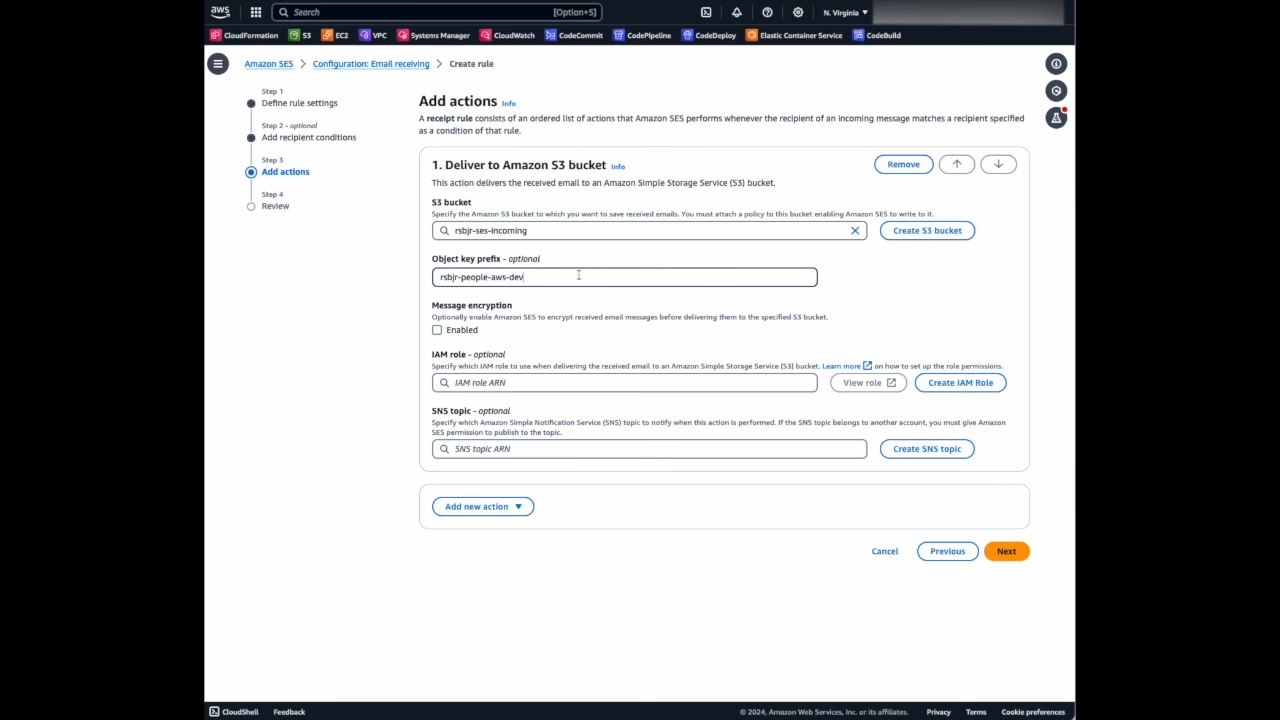 aws
Search [Option+S]
N. Virginia
CloudFormation S3 EC2 VPC Systems Manager CloudWatch CodeCommit CodePipeline CodeDeploy Elastic Container Service CodeBuild
Amazon SES > Configuration: Email receiving > Create rule
Step 1
Define rule settings
Step 2 - optional
Add recipient conditions
Step 3
Add actions
Step 4
Review
Add actions Info
A receipt rule consists of an ordered list of actions that Amazon SES performs whenever the recipient of an incoming message matches a recipient specified
as a condition of that rule.
1. Deliver to Amazon S3 bucket Info
Remove
This action delivers the received email to an Amazon Simple Storage Service (S3) bucket.
S3 bucket
Specify the Amazon S3 bucket to which you want to save received emails. You must attach a policy to this bucket enabling Amazon SES to write to it.
rsbjr-ses-incoming
Create S3 bucket
Object key prefix - optional
rsbjr-people-aws-dev
Message encryption
Optionally enable Amazon SES to encrypt received email messages before delivering them to the specified S3 bucket.
Enabled
IAM role - optional
Specify which IAM role to use when delivering the received email to an Amazon Simple Storage Service (S3) bucket. Learn more on how to set up the role permissions.
IAM role ARN
View role
Create IAM Role
SNS topic - optional
Specify which Amazon Simple Notification Service (SNS) topic to notify when this action is performed. If the SNS topic belongs to another account, you must give Amazon
SES permission to publish to the topic.
SNS topic ARN
Create SNS topic
Add new action
Cancel Previous Next
CloudShell Feedback
© 2024, Amazon Web Services, Inc. or its affiliates. Privacy Terms Cookie preferences